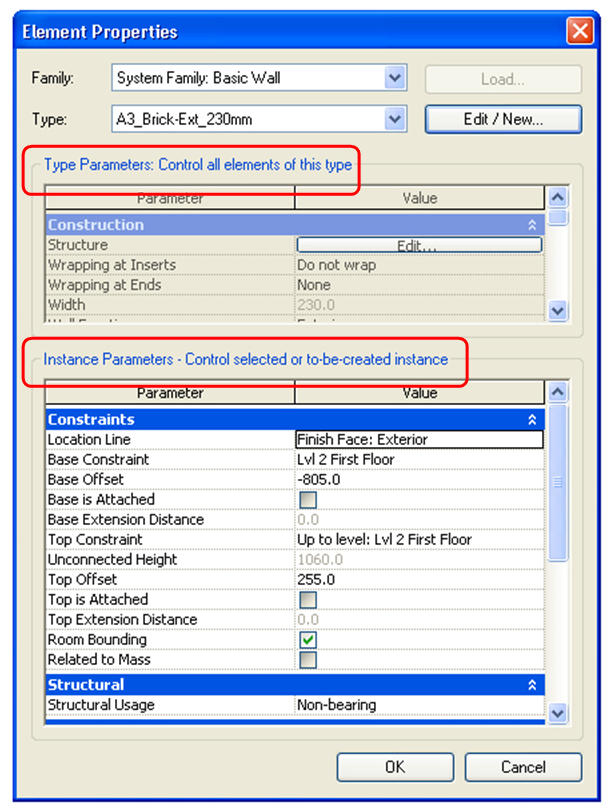 Element Properties
Family: System Family: Basic Wall Load...
Type: A3_Brick-Ext_230mm Edit / New...
Type Parameters: Control all elements of this type
Parameter Value
Construction
Structure Edit...
Wrapping at Inserts Do not wrap
Wrapping at Ends None
Width 230.0
Instance Parameters - Control selected or to-be-created instance
Parameter Value
Constraints
Location Line Finish Face: Exterior
Base Constraint Lvl 2 First Floor
Base Offset -805.0
Base is Attached
Base Extension Distance 0.0
Top Constraint Up to level: Lvl 2 First Floor
Unconnected Height 1060.0
Top Offset 255.0
Top is Attached
Top Extension Distance 0.0
Room Bounding
Related to Mass
Structural
Structural Usage Non-bearing
OK Cancel